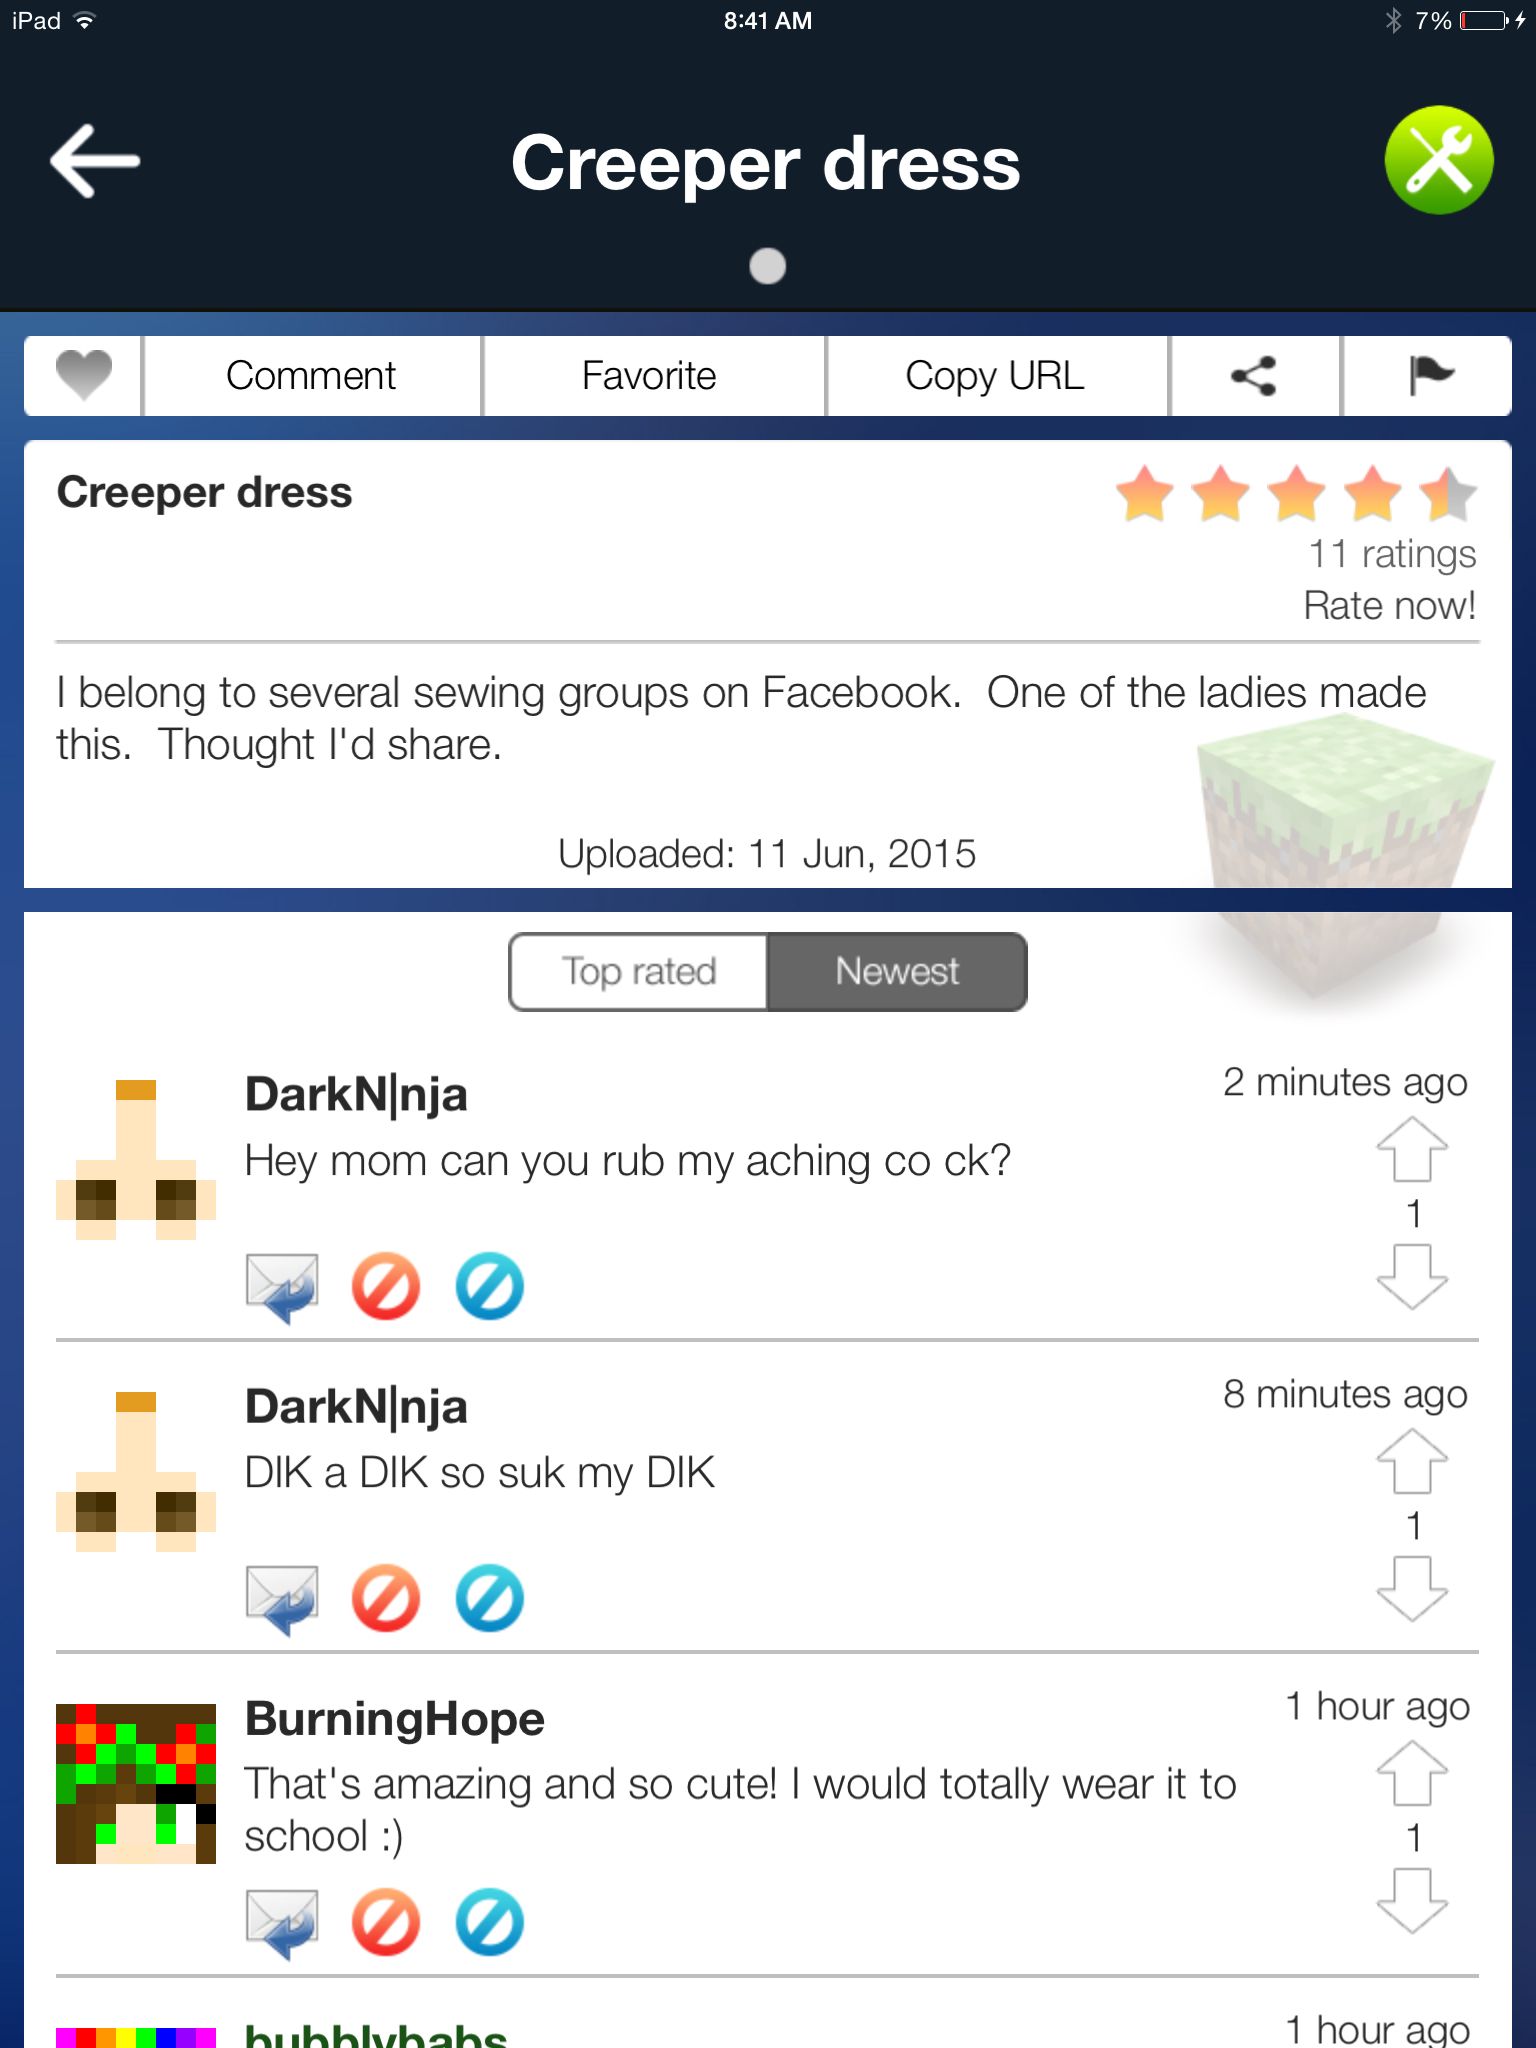 iPad 8:41 AM 7%
Creeper dress
Comment Favorite Copy URL
Creeper dress
11 ratings
Rate now!
I belong to several sewing groups on Facebook.  One of the ladies made
this.  Thought I'd share.
Uploaded: 11 Jun, 2015
Top rated Newest
DarkN|nja 2 minutes ago
Hey mom can you rub my aching co ck?
1
DarkN|nja 8 minutes ago
DIK a DIK so suk my DIK
1
BurningHope 1 hour ago
That's amazing and so cute! I would totally wear it to
school :)
1
bubblybabs 1 hour ago